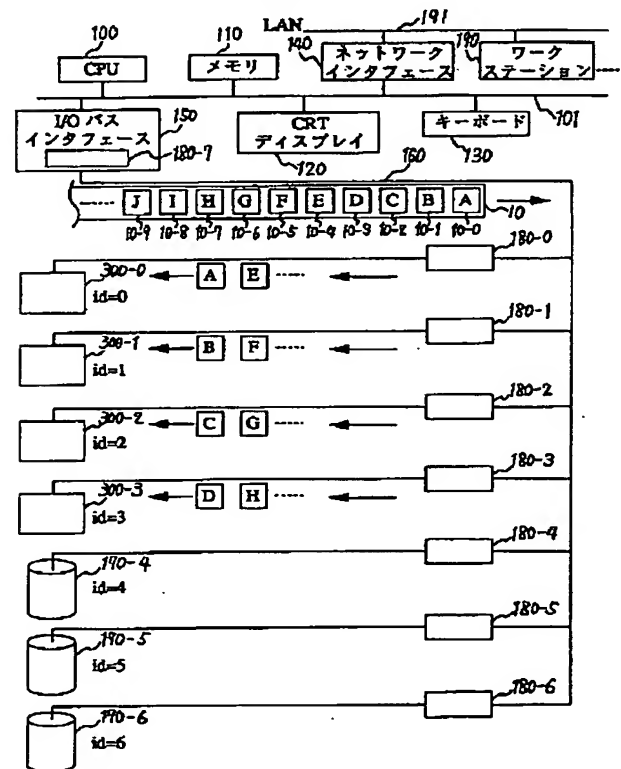 LAN 191
100 110 140 190
CPU メモリ ネットワーク インタフェース ワーク ステーション
I/O バス インタフェース 150
180-7
CRT ディスプレイ
キーボード
101
120 160 130
J I H G F E D C B A 10
10-9 10-8 10-7 10-6 10-5 10-4 10-3 10-2 10-1 10-0
180-0
300-0 A E
id=0
180-1
300-1 B F
id=1
180-2
300-2 C G
id=2
180-3
300-3 D H
id=3
180-4
170-4
id=4
180-5
170-5
id=5
180-6
170-6
id=6